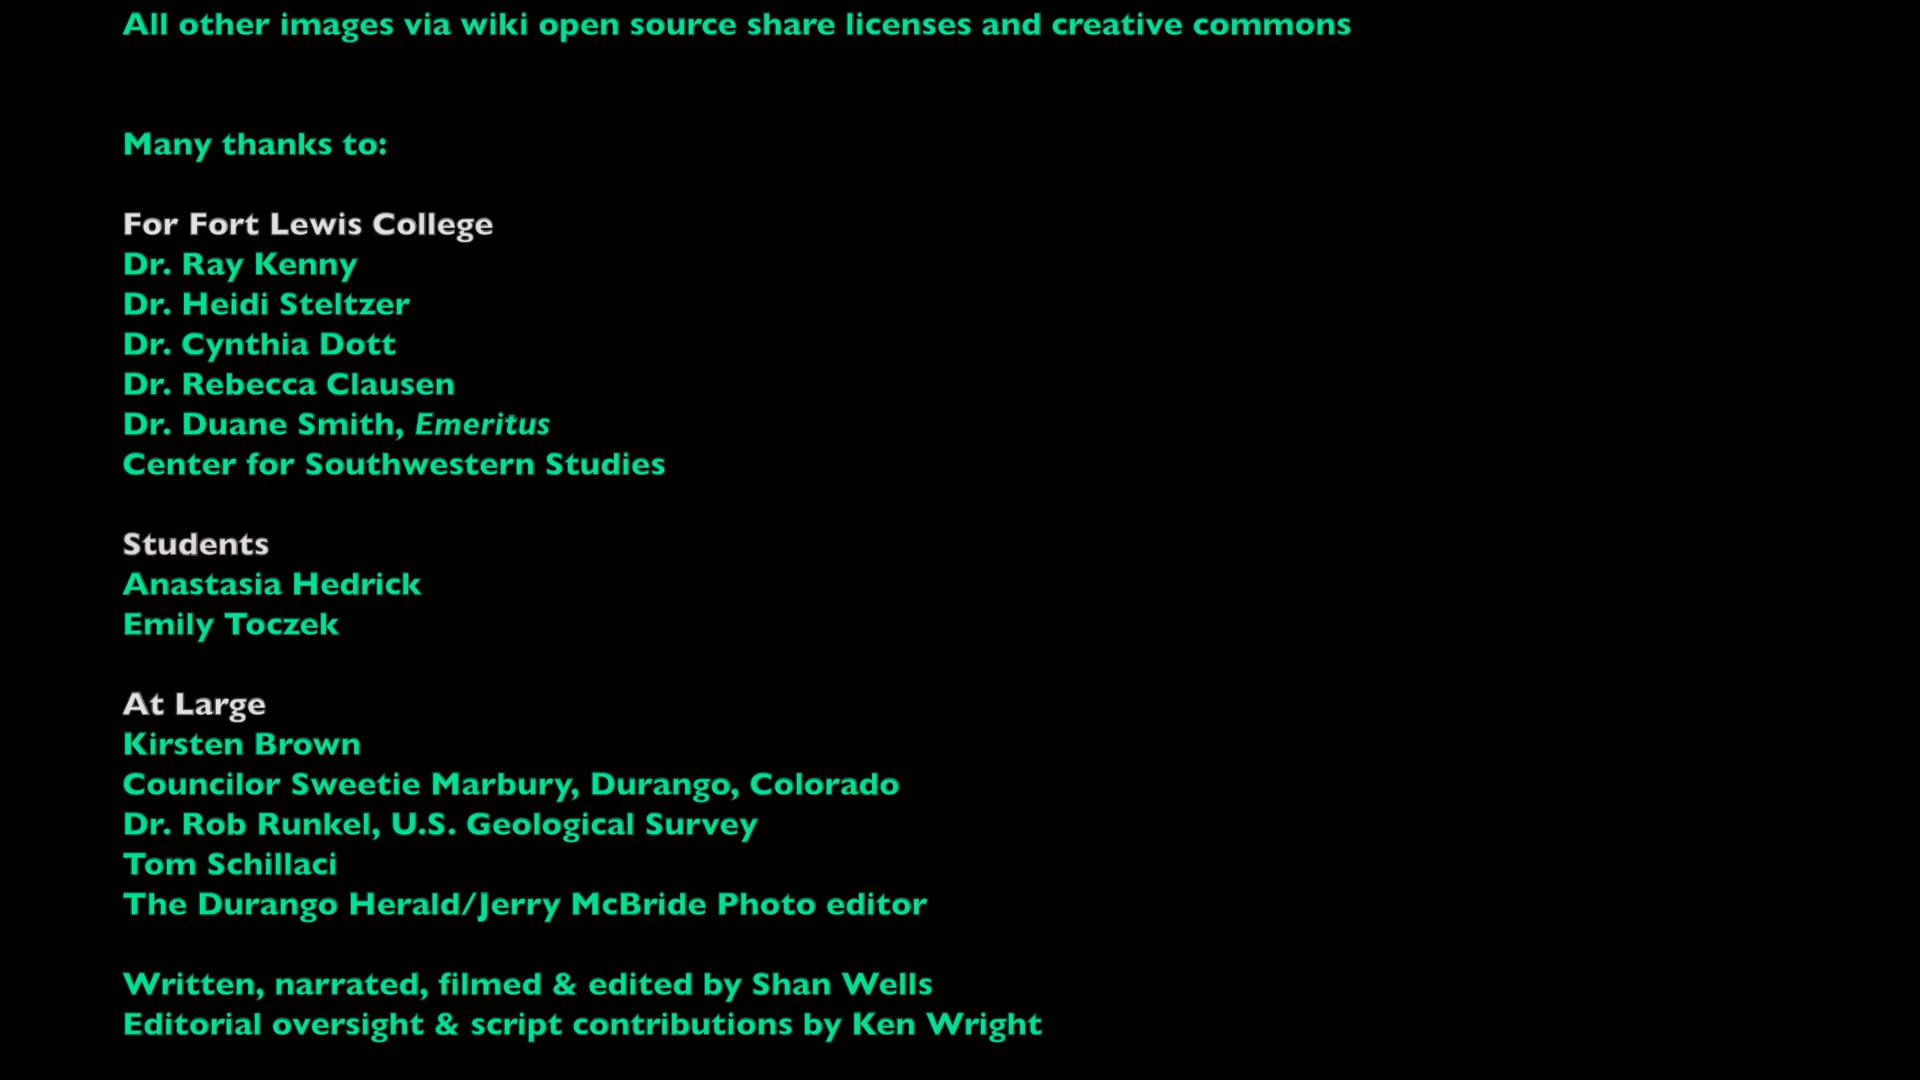 All other images via wiki open source share licenses and creative commons
Many thanks to:
For Fort Lewis College
Dr. Ray Kenny
Dr. Heidi Steltzer
Dr. Cynthia Dott
Dr. Rebecca Clausen
Dr. Duane Smith, Emeritus
Center for Southwestern Studies
Students
Anastasia Hedrick
Emily Toczek
At Large
Kirsten Brown
Councilor Sweetie Marbury, Durango, Colorado
Dr. Rob Runkel, U.S. Geological Survey
Tom Schillaci
The Durango Herald/Jerry McBride Photo editor
Written, narrated, filmed & edited by Shan Wells
Editorial oversight & script contributions by Ken Wright